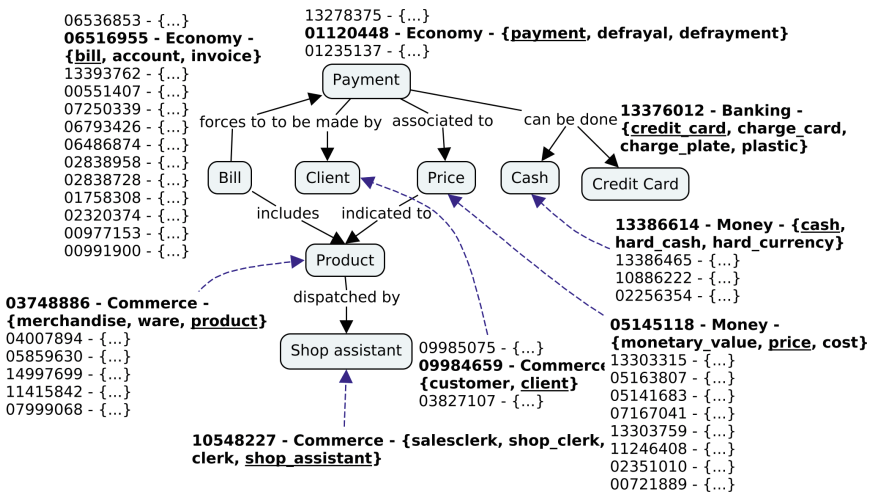 06536853 - {...}
06516955 - Economy -
{bill, account, invoice}
13393762 - {...}
00551407 - {...}
07250339 - {...}
06793426 - {...}
06486874 - {...}
02838958 - {...}
02838728 - {...}
01758308 - {...}
02320374 - {...}
00977153 - {...}
00991900 - {...}
13278375 - {...}
01120448 - Economy - {payment, defrayal, defrayment}
01235137 - {...}
Payment
forces to
to be made by
associated to
can be done
13376012 - Banking -
{credit_card, charge_card,
charge_plate, plastic}
Bill
Client
Price
Cash
Credit Card
includes
indicated to
13386614 - Money - {cash,
hard_cash, hard_currency}
13386465 - {...}
10886222 - {...}
02256354 - {...}
Product
dispatched by
03748886 - Commerce -
{merchandise, ware, product}
04007894 - {...}
05859630 - {...}
14997699 - {...}
11415842 - {...}
07999068 - {...}
Shop assistant
09985075 - {...}
09984659 - Commerce
{customer, client}
03827107 - {...}
05145118 - Money -
{monetary_value, price, cost}
13303315 - {...}
05163807 - {...}
05141683 - {...}
07167041 - {...}
13303759 - {...}
11246408 - {...}
02351010 - {...}
00721889 - {...}
10548227 - Commerce - {salesclerk, shop_clerk,
clerk, shop_assistant}